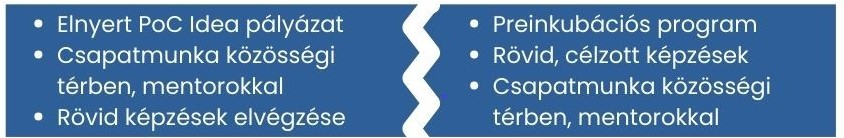 • Elnyert PoC Idea pályázat
• Csapatmunka közösségi
térben, mentorokkal
• Rövid képzések elvégzése
• Preinkubációs program
• Rövid, célzott képzések
• Csapatmunka közösségi
térben, mentorokkal